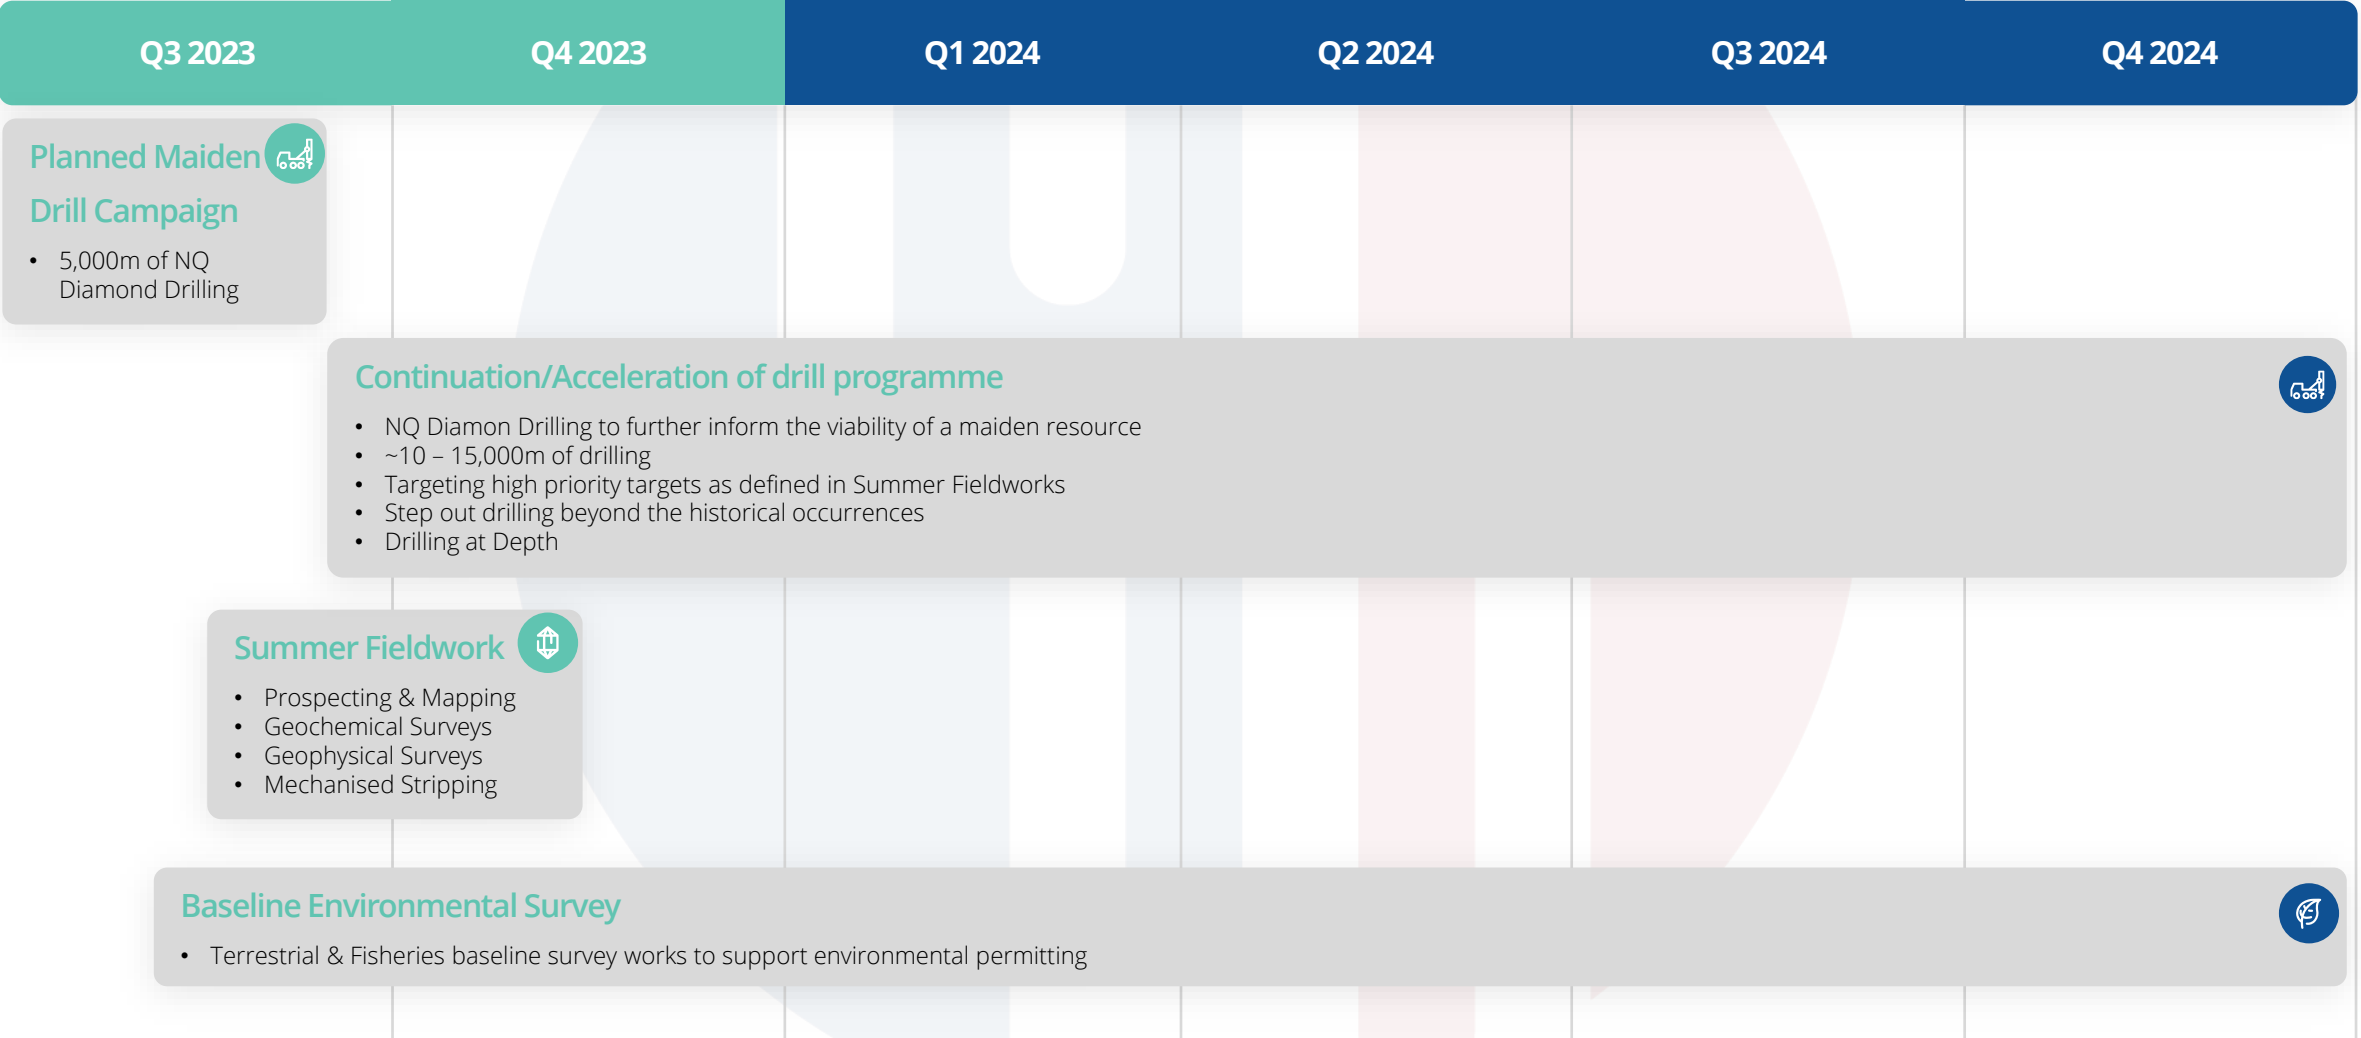 Q3 2023
Q4 2023
Q1 2024
Q2 2024
Q3 2024
Q4 2024
Planned Maiden
Drill Campaign
• 5,000m of NQ
Diamond Drilling
Continuation/Acceleration of drill programme
• NQ Diamon Drilling to further inform the viability of a maiden resource
• ~10 – 15,000m of drilling
• Targeting high priority targets as defined in Summer Fieldworks
• Step out drilling beyond the historical occurrences
• Drilling at Depth
Summer Fieldwork
• Prospecting & Mapping
• Geochemical Surveys
• Geophysical Surveys
• Mechanised Stripping
Baseline Environmental Survey
• Terrestrial & Fisheries baseline survey works to support environmental permitting